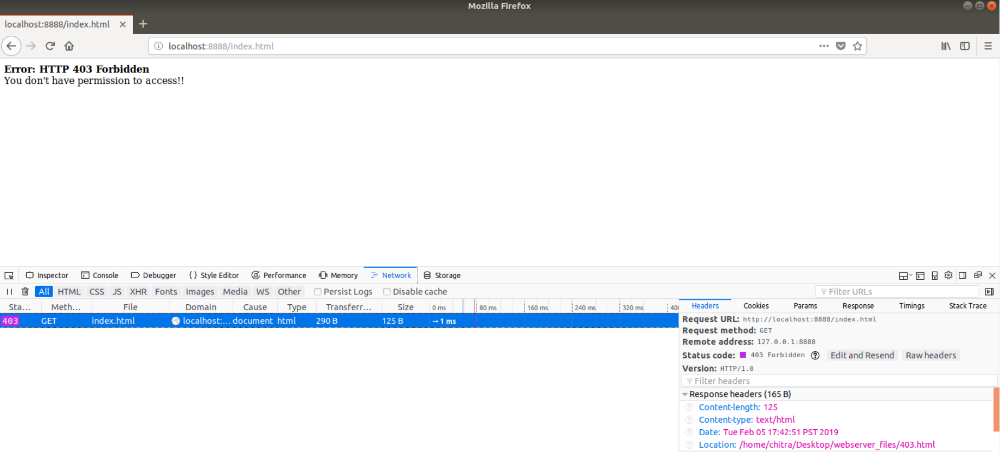 Mozilla Firefox
localhost:8888/index.html
localhost:8888/index.html
Error: HTTP 403 Forbidden
You don't have permission to access!!
Inspector Console Debugger { } Style Editor Performance Memory Network Storage
All HTML CSS JS XHR Fonts Images Media WS Other Persist Logs Disable cache Filter URLs
Sta... Meth... File Domain Cause Type Transferr... Size 0 ms 80 ms 160 ms 240 ms 320 ms 400
Headers Cookies Params Response Timings Stack Trace
403 GET index.html localhost:... document html 290 B 125 B → 1 ms
Request URL: http://localhost:8888/index.html
Request method: GET
Remote address: 127.0.0.1:8888
Status code: 403 Forbidden ? Edit and Resend Raw headers
Version: HTTP/1.0
Filter headers
Response headers (165 B)
? Content-length: 125
? Content-type: text/html
? Date: Tue Feb 05 17:42:51 PST 2019
? Location: /home/chitra/Desktop/webserver_files/403.html